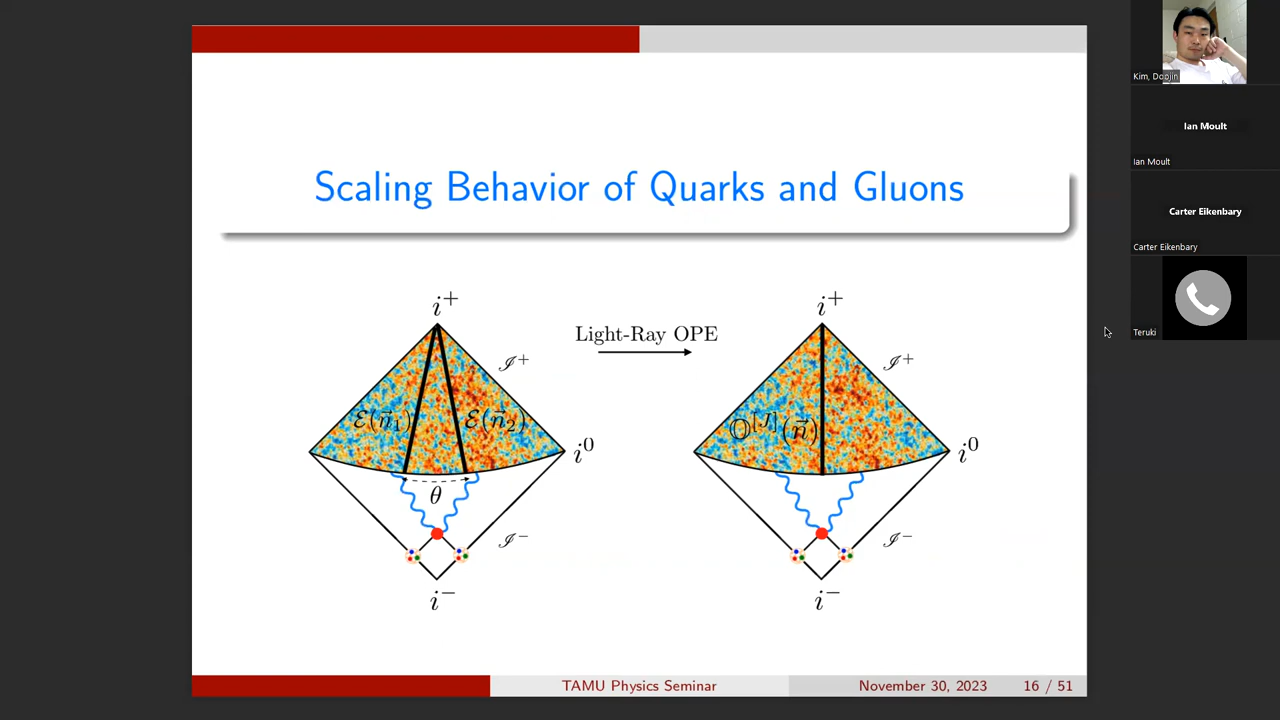 Scaling Behavior of Quarks and Gluons
i⁺
Light-Ray OPE
i⁺
ℐ⁺
ℐ⁺
ℰ(n⃗₁)
ℰ(n⃗₂)
𝕆^[J](n⃗)
i⁰
i⁰
θ
ℐ⁻
ℐ⁻
i⁻
i⁻
TAMU Physics Seminar
November 30, 2023
16 / 51
Kim, Doojin
Ian Moult
Ian Moult
Carter Eikenbary
Carter Eikenbary
Teruki